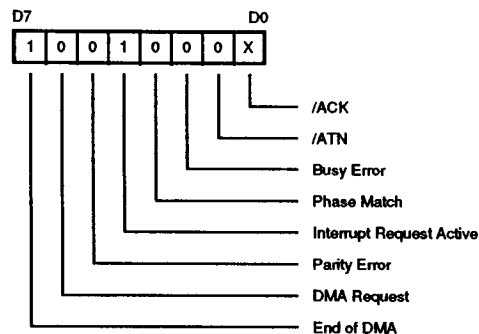 D7 D0
1 0 0 1 0 0 0 X
/ACK
/ATN
Busy Error
Phase Match
Interrupt Request Active
Parity Error
DMA Request
End of DMA